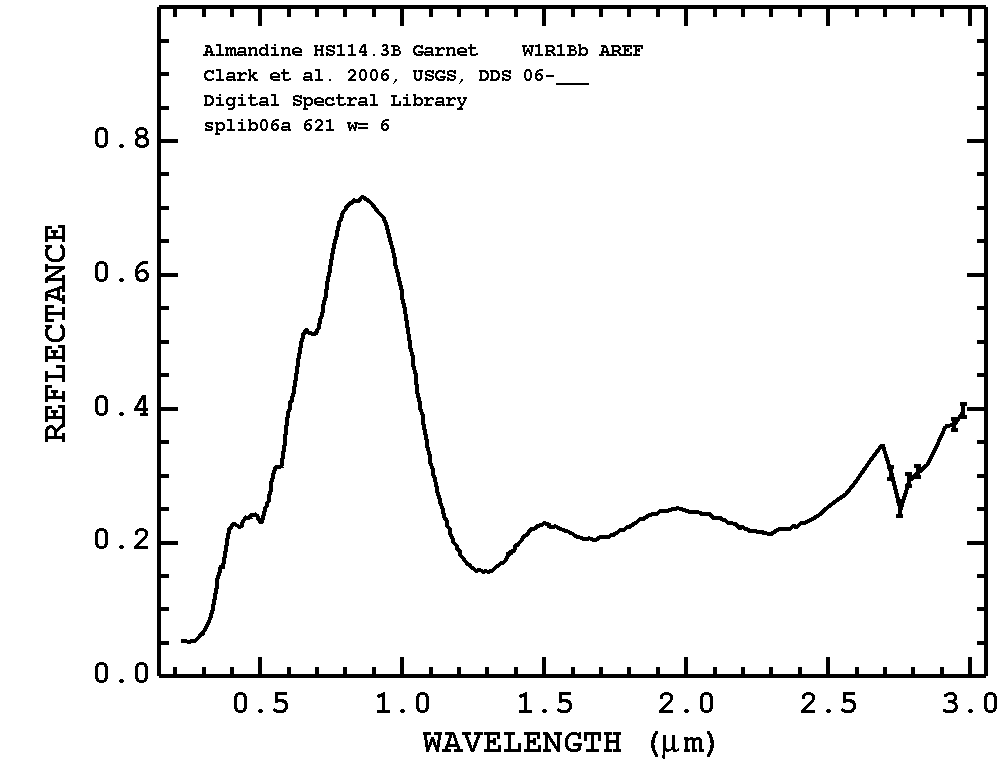 Almandine HS114.3B Garnet    W1R1Bb AREF
Clark et al. 2006, USGS, DDS 06-___
Digital Spectral Library
splib06a 621 w= 6
REFLECTANCE
0.8
0.6
0.4
0.2
0.0
0.5 1.0 1.5 2.0 2.5 3.0
WAVELENGTH (μm)